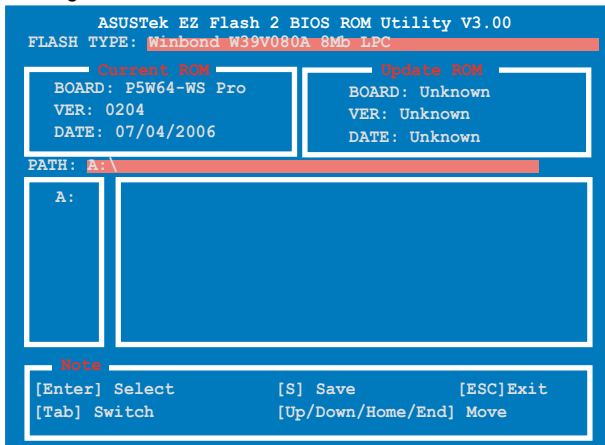 ASUSTek EZ Flash 2 BIOS ROM Utility V3.00
FLASH TYPE: Winbond W39V080A 8Mb LPC
Current ROM
BOARD: P5W64-WS Pro
VER: 0204
DATE: 07/04/2006
Update ROM
BOARD: Unknown
VER: Unknown
DATE: Unknown
PATH: A:\
A:
Note
[Enter] Select [S] Save [ESC]Exit
[Tab] Switch [Up/Down/Home/End] Move